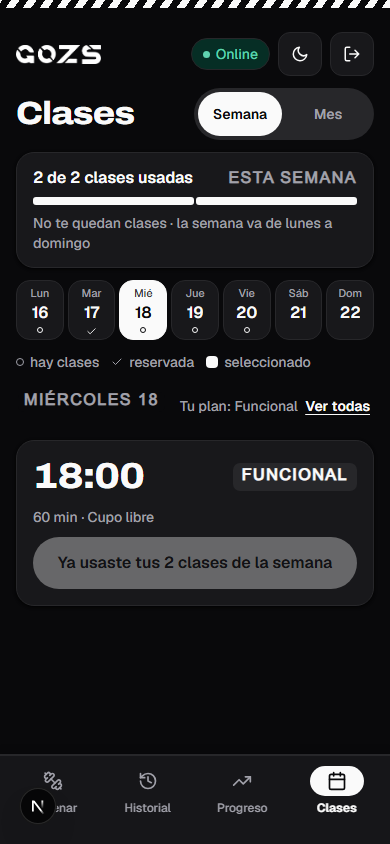 GOZS
Online
Clases
Semana
Mes
2 de 2 clases usadas
ESTA SEMANA
No te quedan clases · la semana va de lunes a
domingo
Lun
16
Mar
17
Mié
18
Jue
19
Vie
20
Sáb
21
Dom
22
hay clases
reservada
seleccionado
MIÉRCOLES 18
Tu plan: Funcional Ver todas
18:00
FUNCIONAL
60 min · Cupo libre
Ya usaste tus 2 clases de la semana
N
enar
Historial
Progreso
Clases